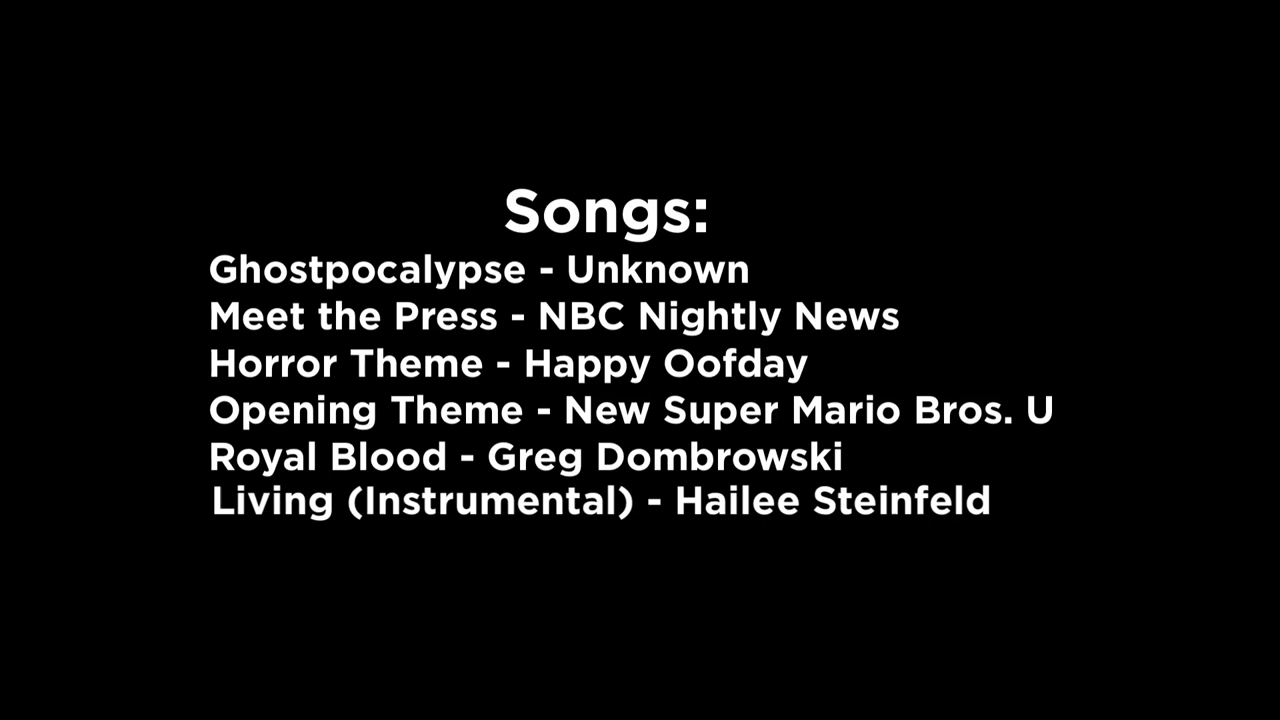 Songs:
Ghostpocalypse - Unknown
Meet the Press - NBC Nightly News
Horror Theme - Happy Oofday
Opening Theme - New Super Mario Bros. U
Royal Blood - Greg Dombrowski
Living (Instrumental) - Hailee Steinfeld